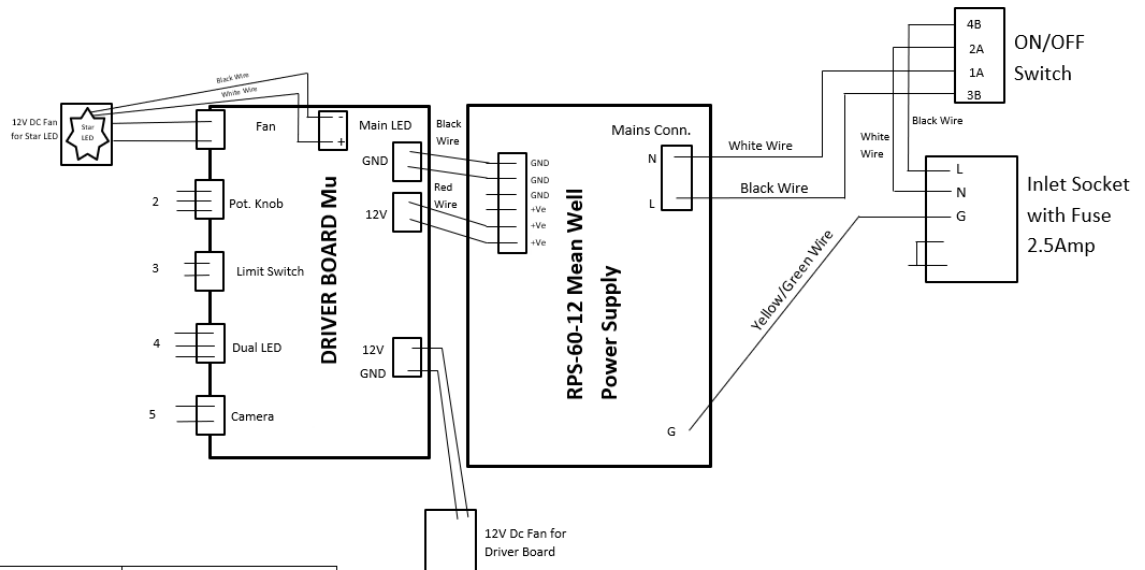 4B
2A
1A
3B
ON/OFF
Switch
Black Wire
White Wire
12V DC Fan
for Star LED
Star
LED
Fan
-
+
Main LED
GND
12V
Black
Wire
Red
Wire
Mains Conn.
N
L
GND
GND
GND
+Ve
+Ve
+Ve
White Wire
Black Wire
White
Wire
Black Wire
L
N
G
Inlet Socket
with Fuse
2.5Amp
2
Pot. Knob
3
Limit Switch
4
Dual LED
5
Camera
DRIVER BOARD Mu
12V
GND
RPS-60-12 Mean Well
Power Supply
Yellow/Green Wire
G
12V Dc Fan for
Driver Board